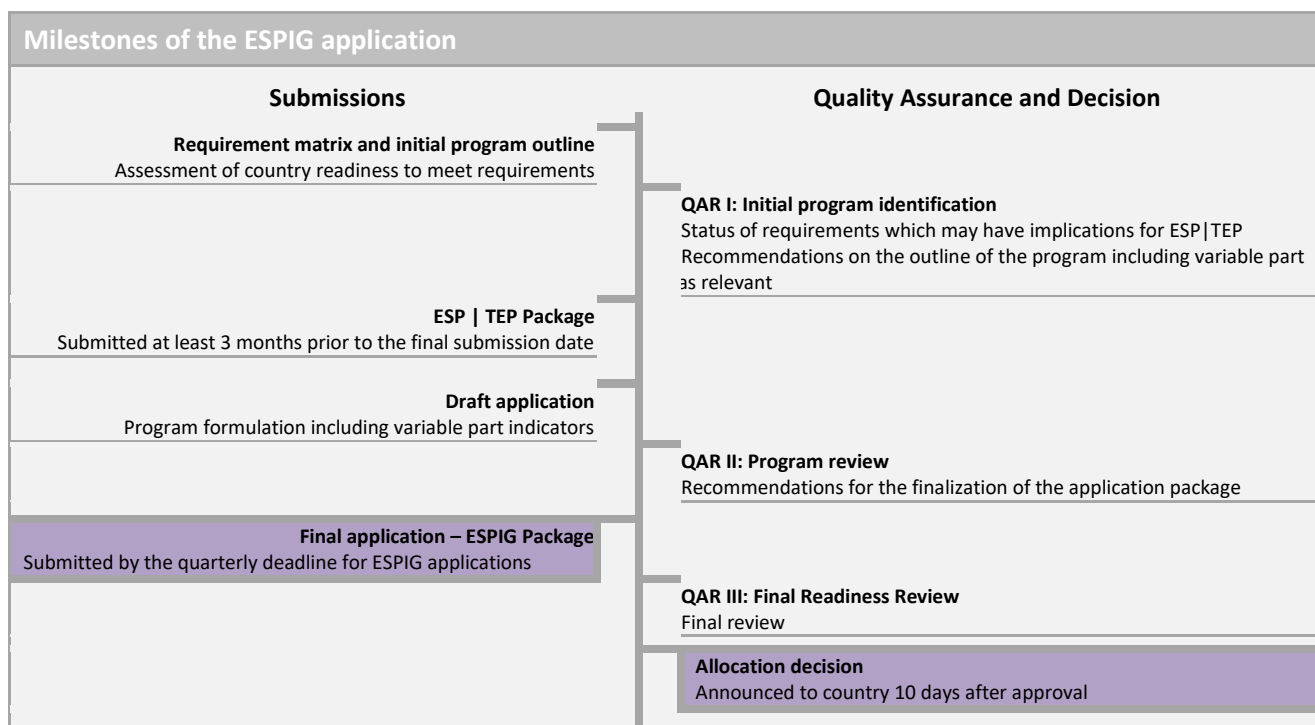 Milestones of the ESPIG application
Submissions
Quality Assurance and Decision
Requirement matrix and initial program outline
Assessment of country readiness to meet requirements
QAR I: Initial program identification
Status of requirements which may have implications for ESP|TEP
Recommendations on the outline of the program including variable part
as relevant
ESP | TEP Package
Submitted at least 3 months prior to the final submission date
Draft application
Program formulation including variable part indicators
QAR II: Program review
Recommendations for the finalization of the application package
Final application – ESPIG Package
Submitted by the quarterly deadline for ESPIG applications
QAR III: Final Readiness Review
Final review
Allocation decision
Announced to country 10 days after approval